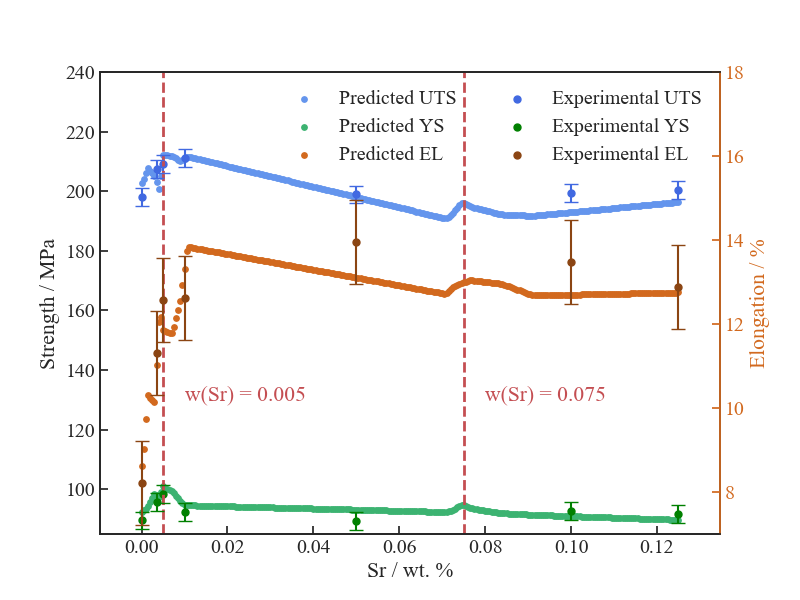 240
220
200
180
160
140
120
100
Strength / MPa
18
16
14
12
10
8
Elongation / %
Predicted UTS
Predicted YS
Predicted EL
Experimental UTS
Experimental YS
Experimental EL
w(Sr) = 0.005
w(Sr) = 0.075
0.00 0.02 0.04 0.06 0.08 0.10 0.12
Sr / wt. %